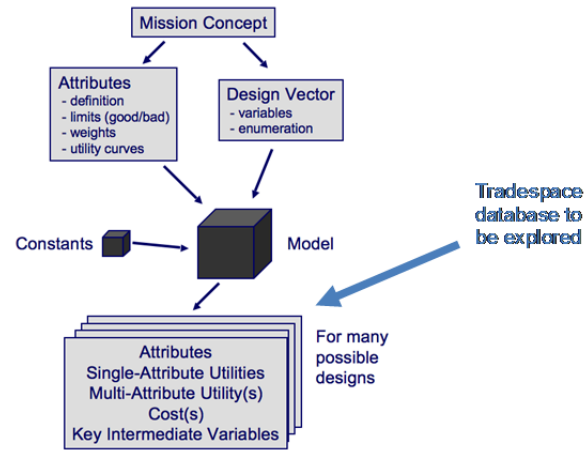 Mission Concept
Attributes
- definition
- limits (good/bad)
- weights
- utility curves
Design Vector
- variables
- enumeration
Tradespace
database to
be explored
Constants
Model
For many
possible
designs
Attributes
Single-Attribute Utilities
Multi-Attribute Utility(s)
Cost(s)
Key Intermediate Variables